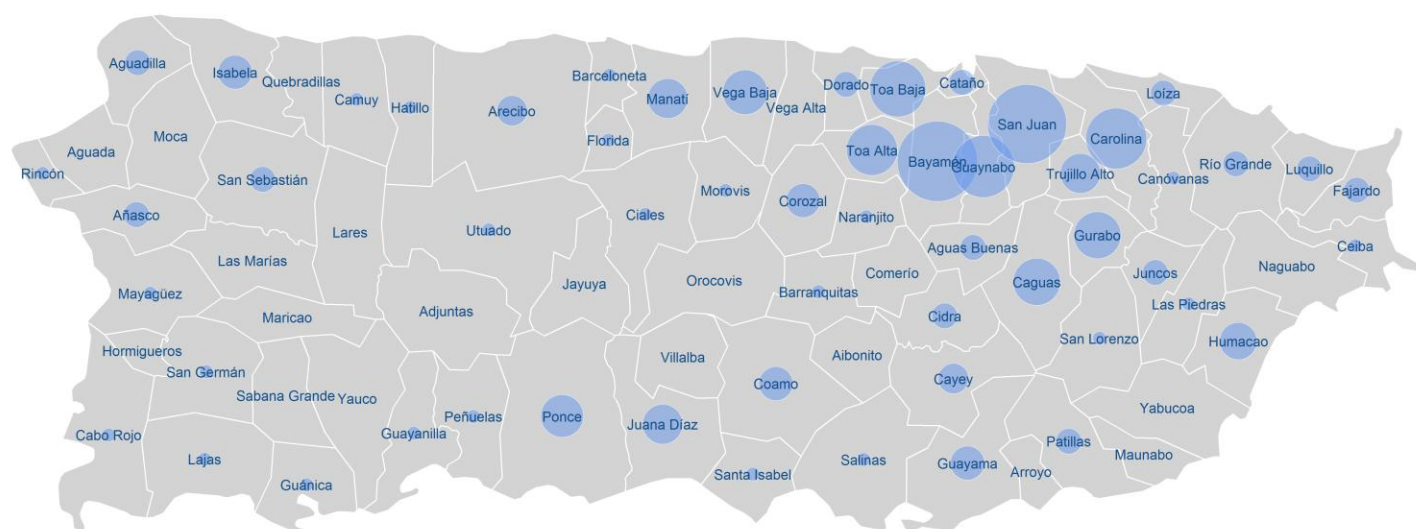 Aguadilla
Isabela
Quebradillas
Camuy
Hatillo
Arecibo
Barceloneta
Manatí
Vega Baja
Vega Alta
Dorado
Toa Baja
Cataño
San Juan
Carolina
Loíza
Moca
Aguada
Rincón
San Sebastián
Florida
Toa Alta
Bayamón
Guaynabo
Trujillo Alto
Canóvanas
Río Grande
Luquillo
Fajardo
Añasco
Lares
Utuado
Ciales
Morovis
Corozal
Naranjito
Aguas Buenas
Gurabo
Ceiba
Las Marías
Mayagüez
Maricao
Adjuntas
Jayuya
Orocovis
Barranquitas
Comerío
Caguas
Juncos
Naguabo
Las Piedras
Cidra
San Lorenzo
Humacao
Hormigueros
San Germán
Sabana Grande
Yauco
Villalba
Coamo
Aibonito
Cayey
Cabo Rojo
Lajas
Guánica
Guayanilla
Peñuelas
Ponce
Juana Díaz
Santa Isabel
Salinas
Guayama
Arroyo
Patillas
Maunabo
Yabucoa